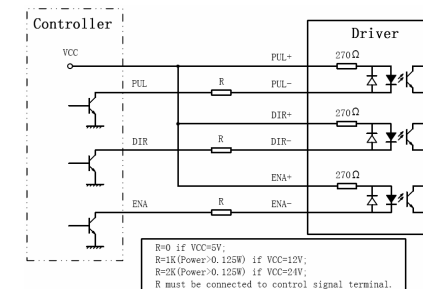 Controller
Driver
VCC
PUL+
270Ω
PUL
R
PUL-
DIR+
270Ω
DIR
R
DIR-
ENA+
270Ω
ENA
R
ENA-
R=0 if VCC=5V;
R=1K(Power>0.125W) if VCC=12V;
R=2K(Power>0.125W) if VCC=24V;
R must be connected to control signal terminal.